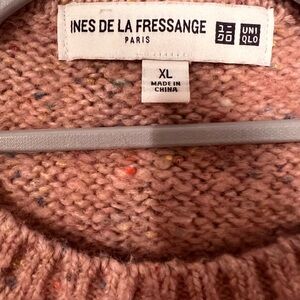 INES DE LA FRESSANGE
PARIS
ユニ
クロ
UNI
QLO
XL
MADE IN
CHINA